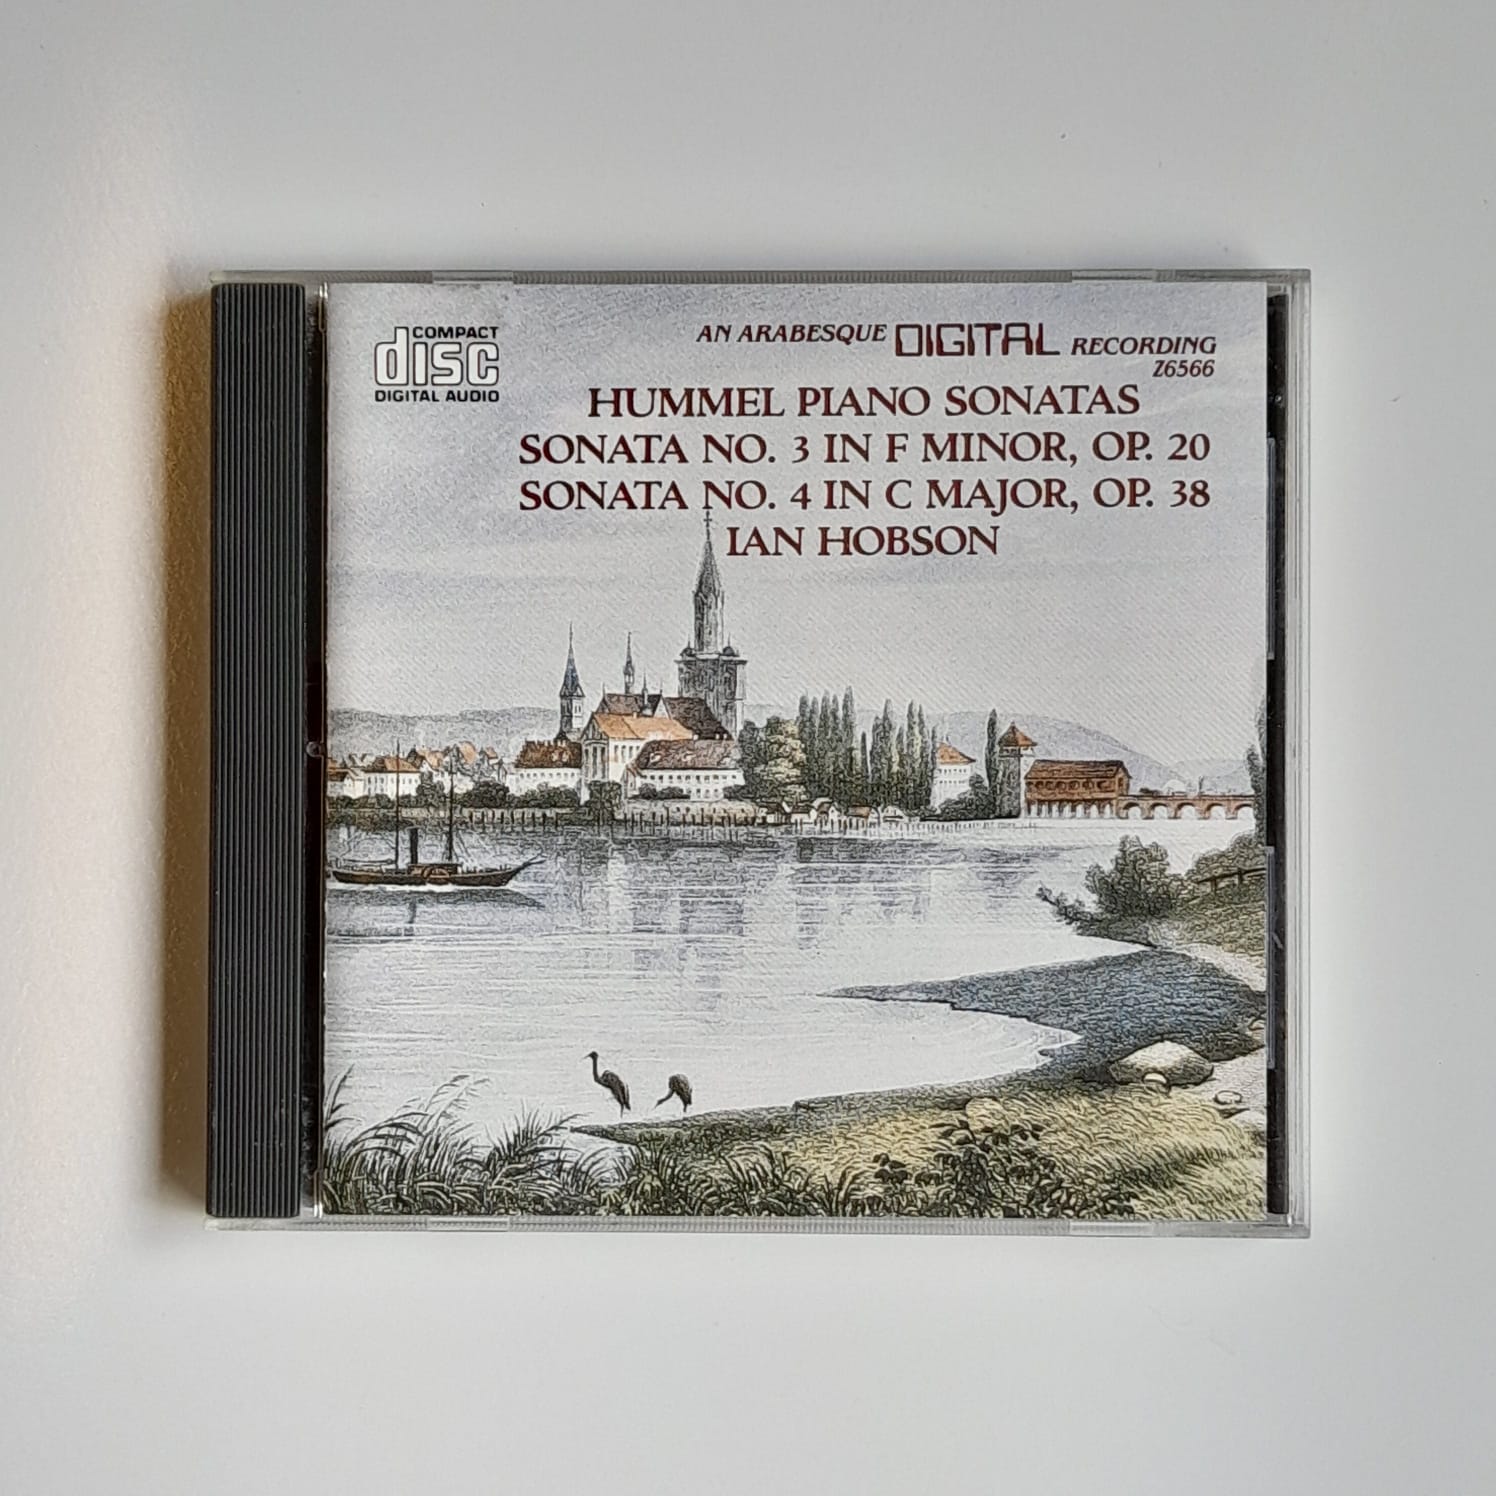 COMPACT
disc
DIGITAL AUDIO
AN ARABESQUE DIGITAL RECORDING
Z6566
HUMMEL PIANO SONATAS
SONATA NO. 3 IN F MINOR, OP. 20
SONATA NO. 4 IN C MAJOR, OP. 38
IAN HOBSON